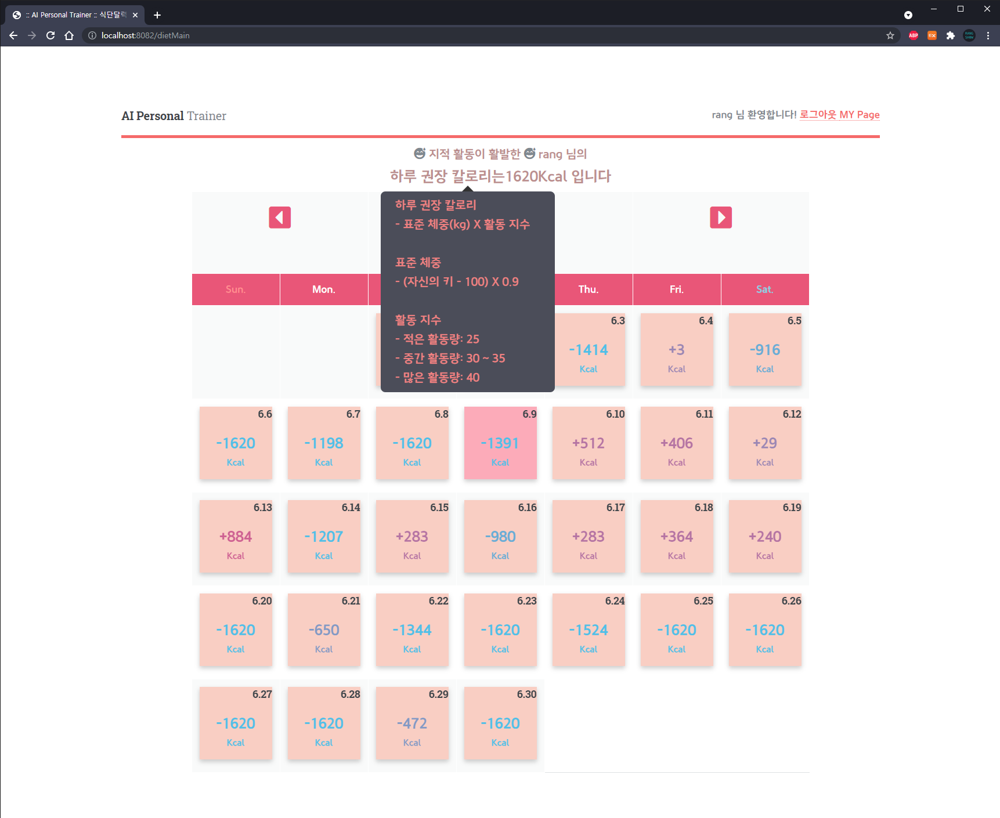 :: AI Personal Trainer :: 식단달력
localhost:8082/dietMain
ABP
EX
RANG
SHOW
AI Personal Trainer
rang 님 환영합니다! 로그아웃 MY Page
지적 활동이 활발한 rang 님의
하루 권장 칼로리는1620Kcal 입니다
하루 권장 칼로리
- 표준 체중(kg) X 활동 지수
표준 체중
- (자신의 키 - 100) X 0.9
활동 지수
- 적은 활동량: 25
- 중간 활동량: 30 ~ 35
- 많은 활동량: 40
Sun. Mon. Thu. Fri. Sat.
6.3 6.4 6.5
-1414 +3 -916
Kcal Kcal Kcal
6.6 6.7 6.8 6.9 6.10 6.11 6.12
-1620 -1198 -1620 -1391 +512 +406 +29
Kcal Kcal Kcal Kcal Kcal Kcal Kcal
6.13 6.14 6.15 6.16 6.17 6.18 6.19
+884 -1207 +283 -980 +283 +364 +240
Kcal Kcal Kcal Kcal Kcal Kcal Kcal
6.20 6.21 6.22 6.23 6.24 6.25 6.26
-1620 -650 -1344 -1620 -1524 -1620 -1620
Kcal Kcal Kcal Kcal Kcal Kcal Kcal
6.27 6.28 6.29 6.30
-1620 -1620 -472 -1620
Kcal Kcal Kcal Kcal